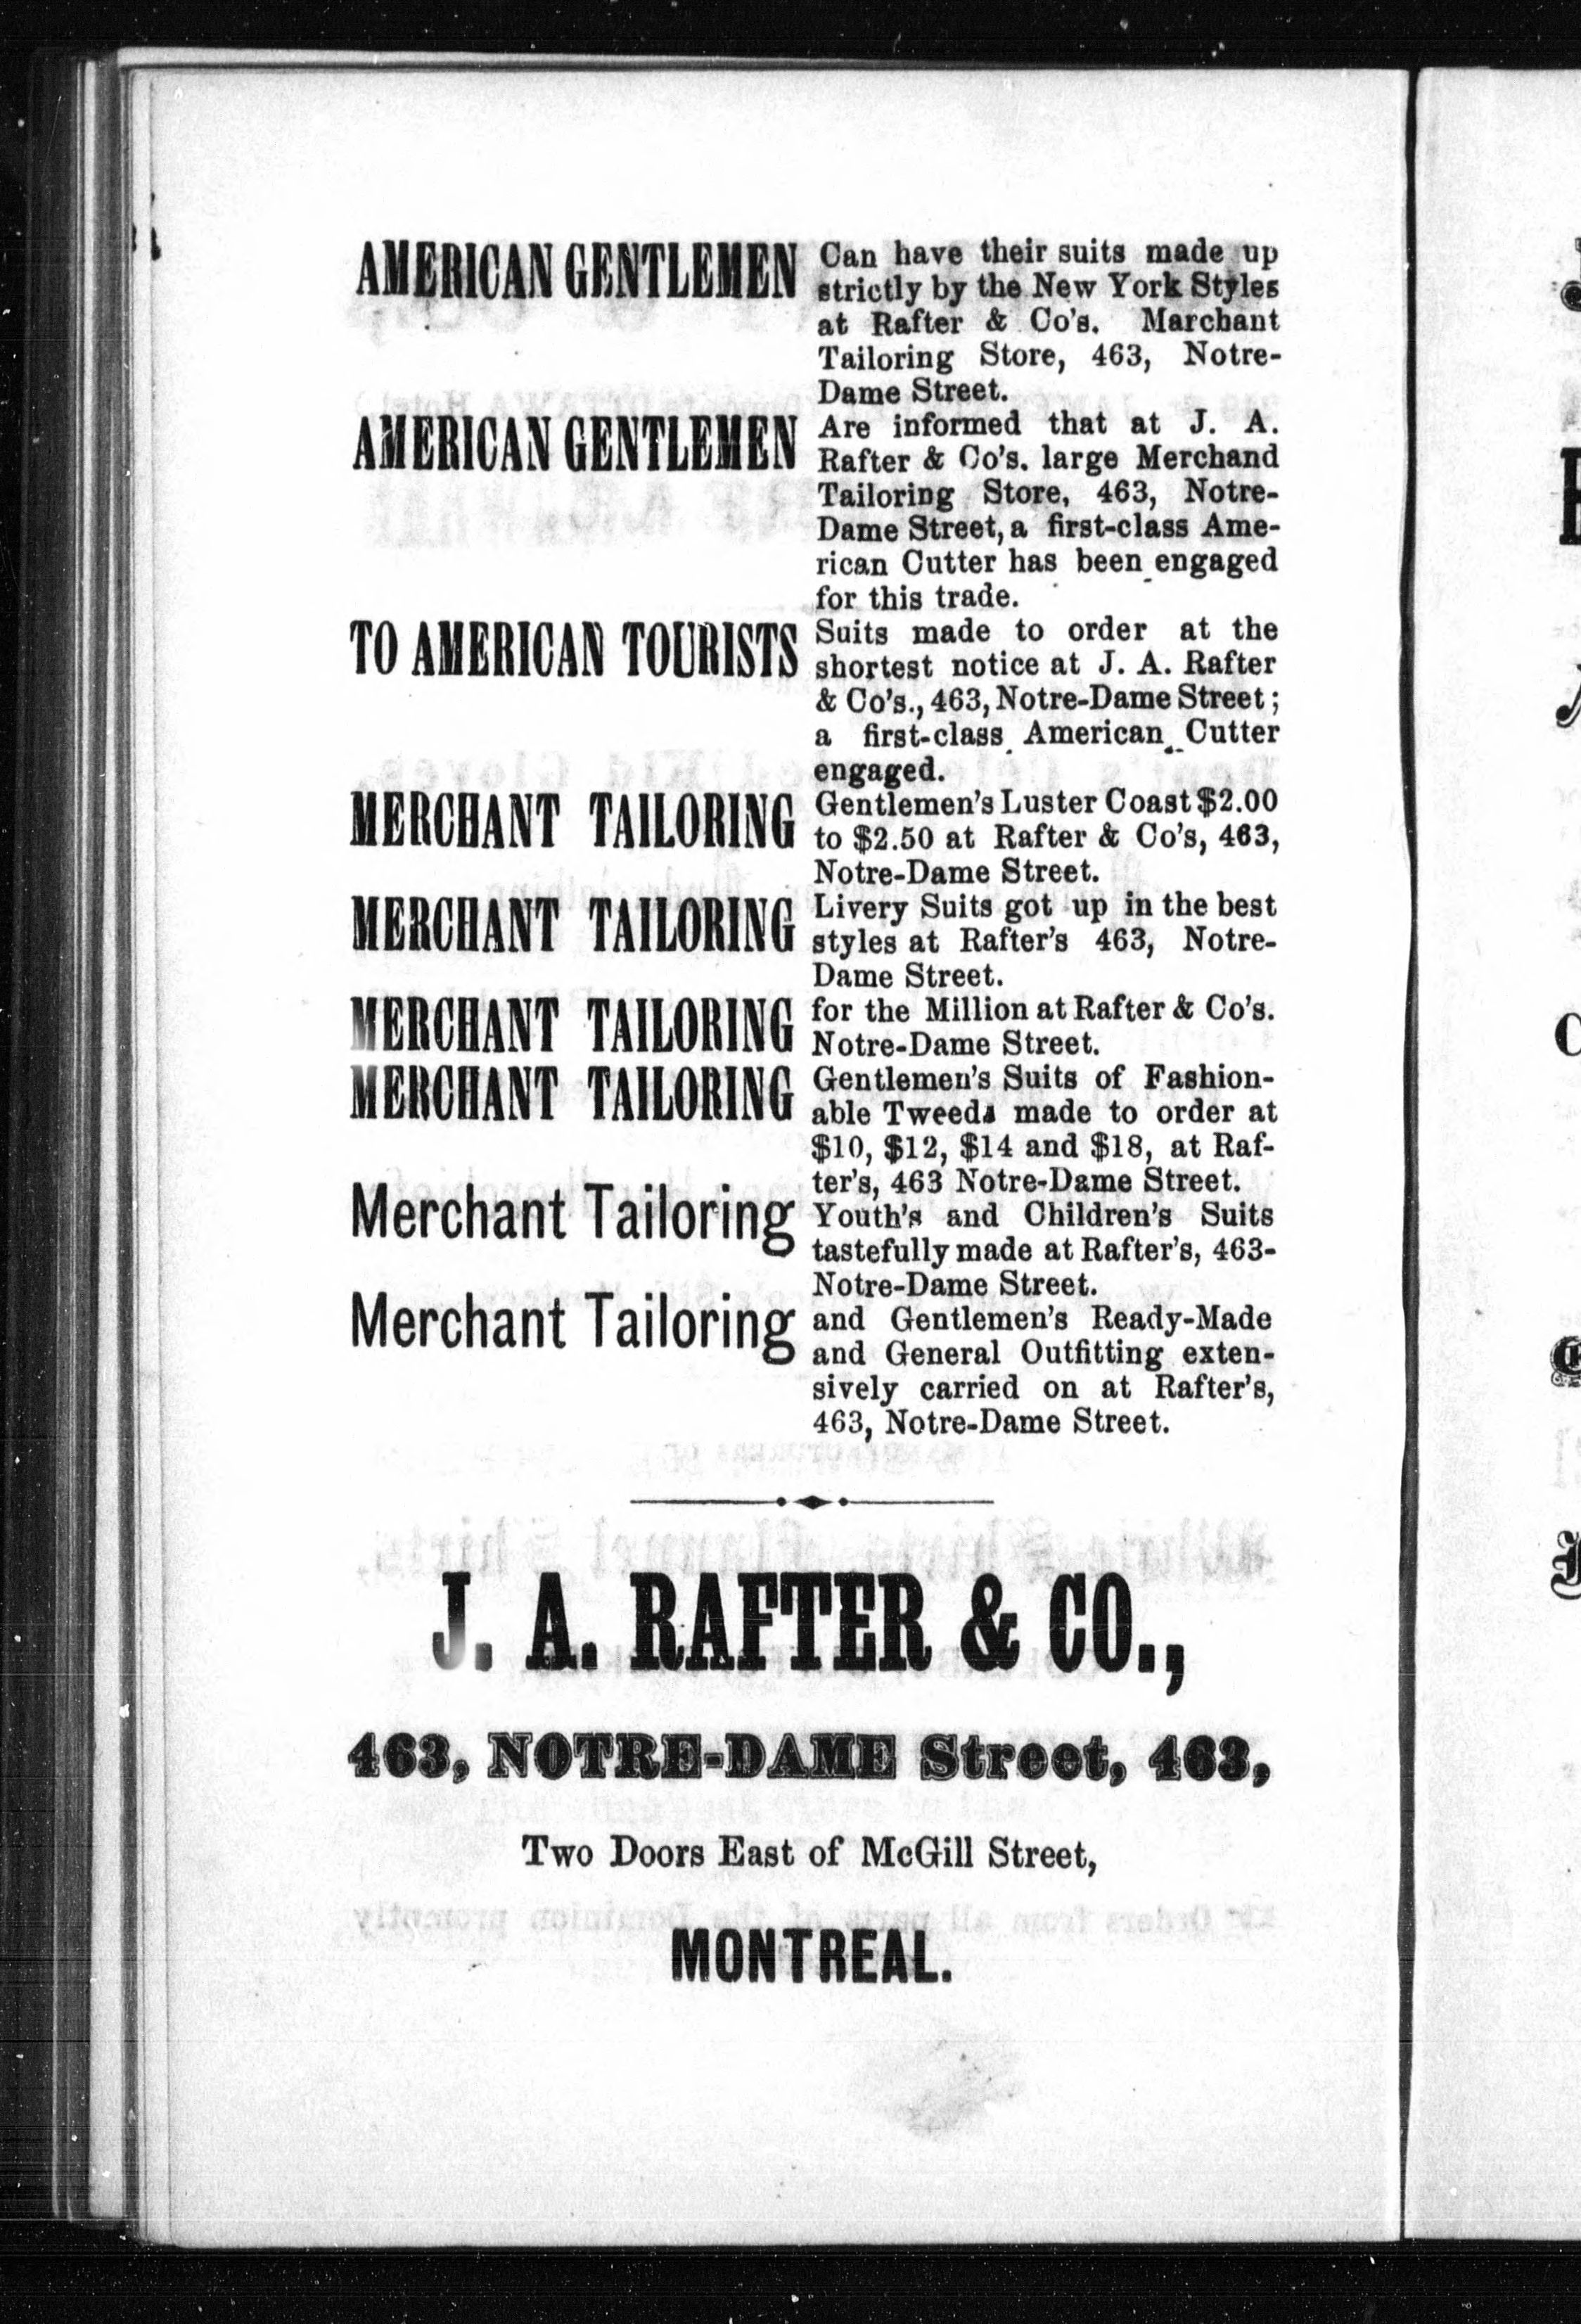 AMERICAN GENTLEMEN Can have their suits made up
strictly by the New York Styles
at Rafter & Co's. Marchant
Tailoring Store, 463, Notre-
Dame Street.
AMERICAN GENTLEMEN Are informed that at J. A.
Rafter & Co's. large Merchand
Tailoring Store, 463, Notre-
Dame Street, a first-class Ame-
rican Cutter has been engaged
for this trade.
TO AMERICAN TOURISTS Suits made to order at the
shortest notice at J. A. Rafter
& Co's., 463, Notre-Dame Street;
a first-class American Cutter
engaged.
MERCHANT TAILORING Gentlemen's Luster Coast $2.00
to $2.50 at Rafter & Co's, 463,
Notre-Dame Street.
MERCHANT TAILORING Livery Suits got up in the best
styles at Rafter's 463, Notre-
Dame Street.
MERCHANT TAILORING for the Million at Rafter & Co's.
Notre-Dame Street.
MERCHANT TAILORING Gentlemen's Suits of Fashion-
able Tweeds made to order at
$10, $12, $14 and $18, at Raf-
ter's, 463 Notre-Dame Street.
Merchant Tailoring Youth's and Children's Suits
tastefully made at Rafter's, 463-
Notre-Dame Street.
Merchant Tailoring and Gentlemen's Ready-Made
and General Outfitting exten-
sively carried on at Rafter's,
463, Notre-Dame Street.
J. A. RAFTER & CO.,
463, NOTRE-DAME Street, 463,
Two Doors East of McGill Street,
MONTREAL.